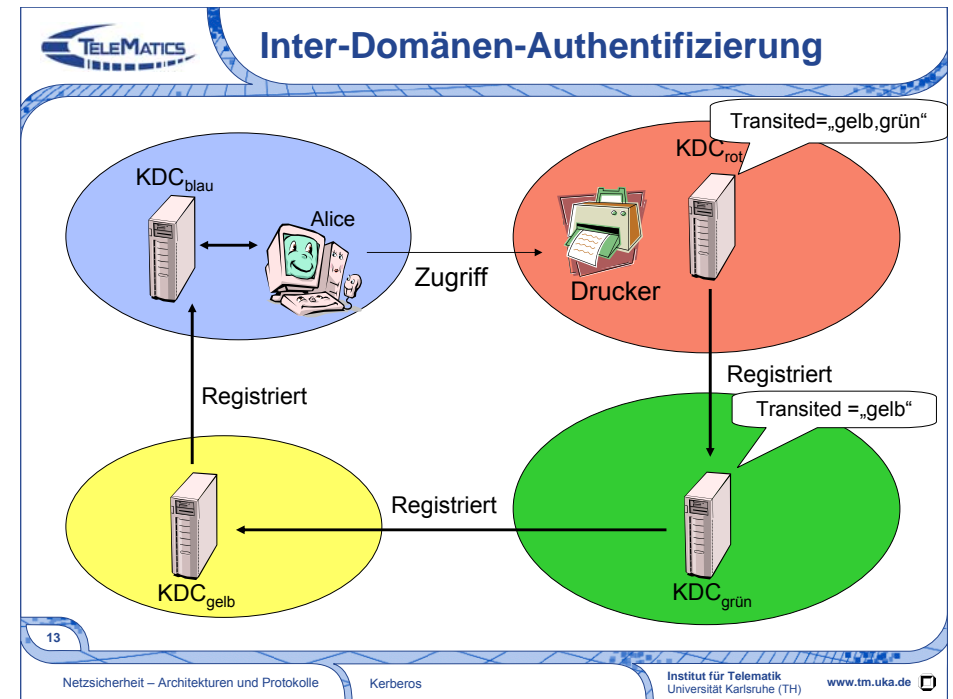 TELEMATICS
Inter-Domänen-Authentifizierung
Transited=„gelb,grün“
KDCrot
KDCblau
Alice
Zugriff
Drucker
Registriert
Registriert
Transited =„gelb“
Registriert
KDCgelb
KDCgrün
13
Netzsicherheit – Architekturen und Protokolle
Kerberos
Institut für Telematik
Universität Karlsruhe (TH)
www.tm.uka.de